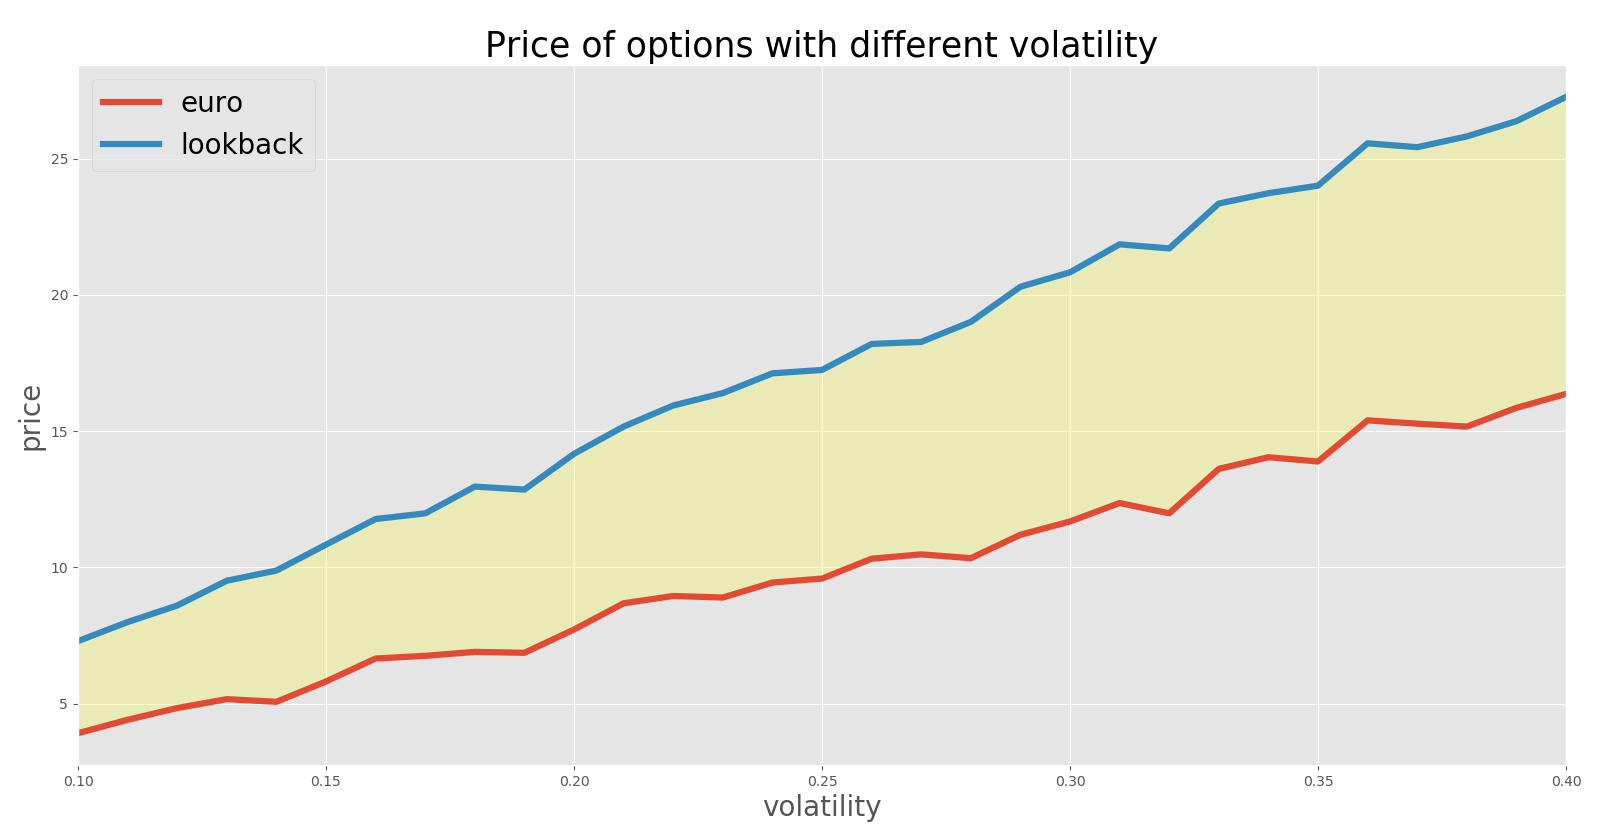 Price of options with different volatility
euro
lookback
25
20
15
10
5
price
0.10 0.15 0.20 0.25 0.30 0.35 0.40
volatility